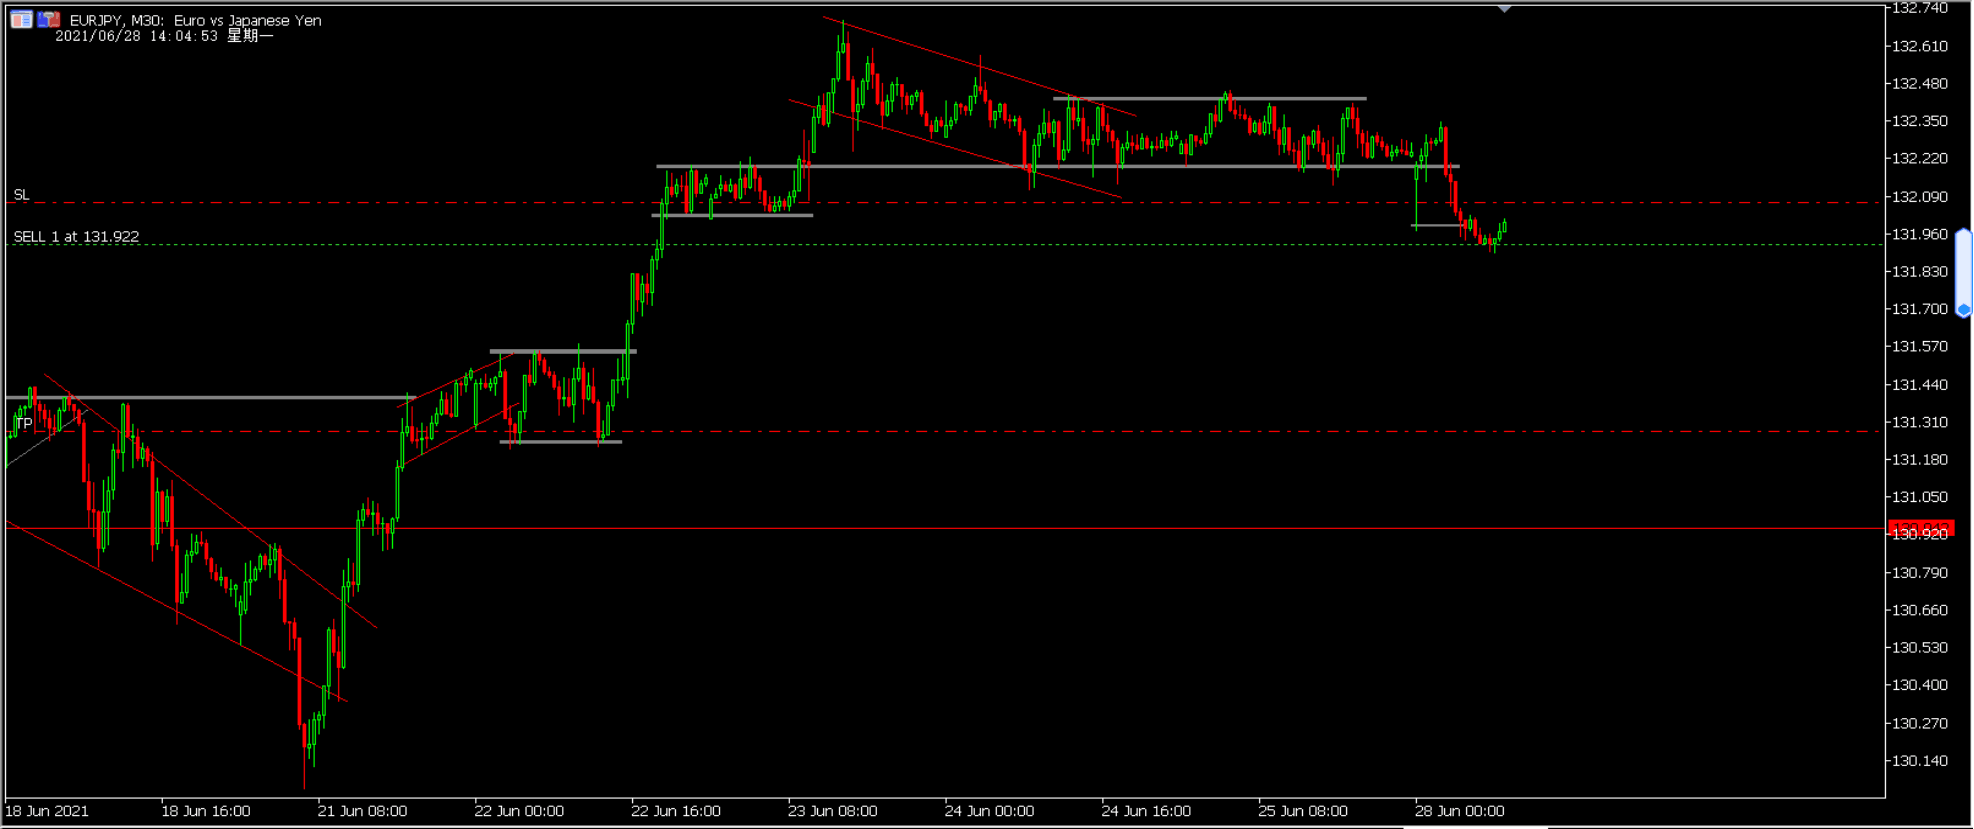 EURJPY, M30: Euro vs Japanese Yen
2021/06/28 14:04:53 星期一
SL
SELL 1 at 131.922
TP
132.740
132.610
132.480
132.350
132.220
132.090
131.960
131.830
131.700
131.570
131.440
131.310
131.180
131.050
130.920
130.790
130.660
130.530
130.400
130.270
130.140
18 Jun 2021
18 Jun 16:00
21 Jun 08:00
22 Jun 00:00
22 Jun 16:00
23 Jun 08:00
24 Jun 00:00
24 Jun 16:00
25 Jun 08:00
28 Jun 00:00